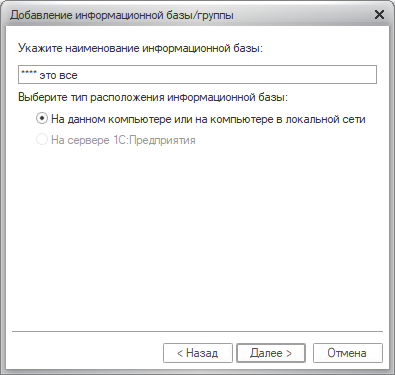 Добавление информационной базы/группы
Укажите наименование информационной базы:
**** это все
Выберите тип расположения информационной базы:
На данном компьютере или на компьютере в локальной сети
На сервере 1С:Предприятия
< Назад
Далее >
Отмена